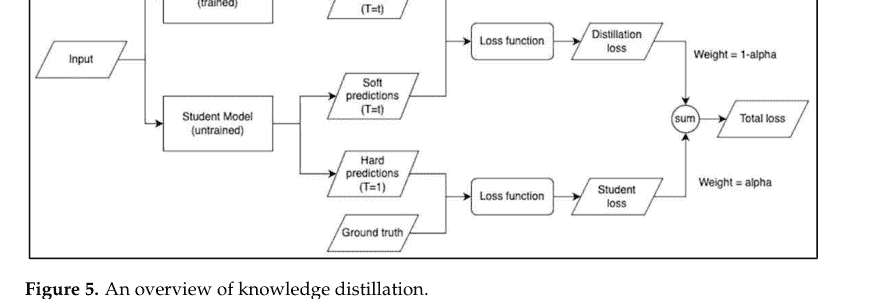 (trained)
(T=t)
Input
Loss function
Distillation
loss
Weight = 1-alpha
Soft
predictions
(T=t)
Student Model
(untrained)
sum
Total loss
Hard
predictions
(T=1)
Loss function
Student
loss
Weight = alpha
Ground truth
Figure 5. An overview of knowledge distillation.